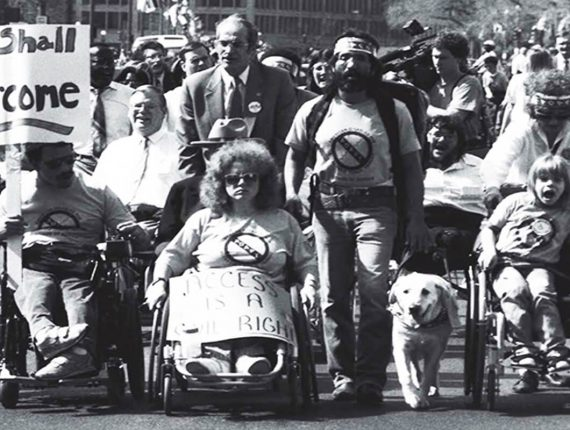 Shall
rcome
ACCESS
IS A
CIVIL RIGHT